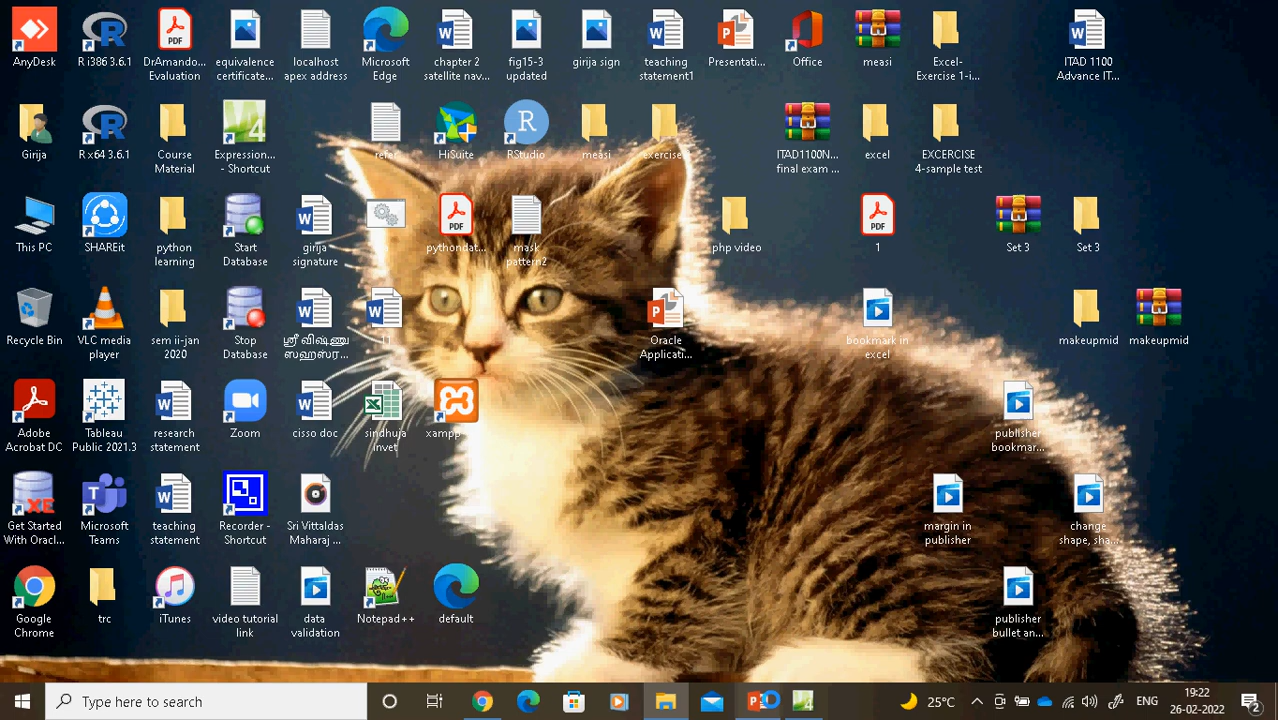 AnyDesk
R i386 3.6.1
DrAmando...
Evaluation
equivalence
certificate...
localhost
apex address
Microsoft
Edge
chapter 2
satellite nav...
fig15-3
updated
girija sign
teaching
statement1
Presentati...
Office
measi
Excel-
Exercise 1-i...
ITAD 1100
Advance IT...
Girija
R x64 3.6.1
Course
Material
Expression...
- Shortcut
refer
HiSuite
RStudio
measi
exercise
ITAD1100N...
final exam ...
excel
EXCERCISE
4-sample test
This PC
SHAREit
python
learning
Start
Database
girija
signature
pythondat...
mask
pattern2
php video
1
Set 3
Set 3
Recycle Bin
VLC media
player
sem ii-jan
2020
Stop
Database
ஸ்ரீ விஷ்ணு
ஸஹஸ்ர...
11
Oracle
Applicati...
bookmark in
excel
makeupmid
makeupmid
Adobe
Acrobat DC
Tableau
Public 2021.3
research
statement
Zoom
cisso doc
sindhuja
invet
xampp
publisher
bookmar...
Get Started
With Oracl...
Microsoft
Teams
teaching
statement
Recorder -
Shortcut
Sri Vittaldas
Maharaj ...
margin in
publisher
change
shape, sha...
Google
Chrome
trc
iTunes
video tutorial
link
data
validation
Notepad++
default
publisher
bullet an...
Type here to search
25°C
ENG
19:22
26-02-2022
2